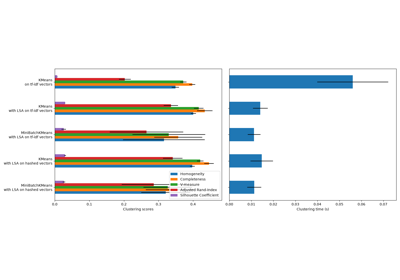 KMeans
on tf-idf vectors
KMeans
with LSA on tf-idf vectors
MiniBatchKMeans
with LSA on tf-idf vectors
KMeans
with LSA on hashed vectors
MiniBatchKMeans
with LSA on hashed vectors
Homogeneity
Completeness
V-measure
Adjusted Rand-Index
Silhouette Coefficient
0.0 0.1 0.2 0.3 0.4
Clustering scores
0.00 0.01 0.02 0.03 0.04 0.05 0.06 0.07
Clustering time (s)